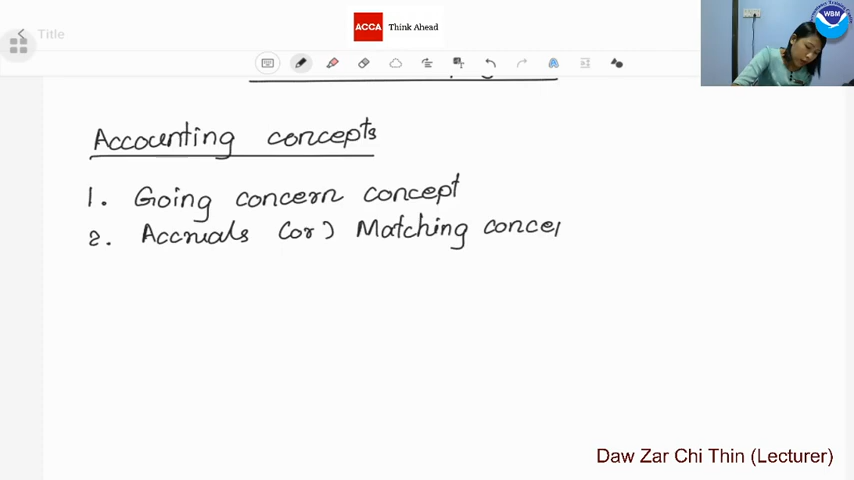 Title
ACCA Think Ahead
WBM
Accounting concepts
1. Going concern concept
2. Accruals (or) Matching
Daw Zar Chi Thin (Lecturer)